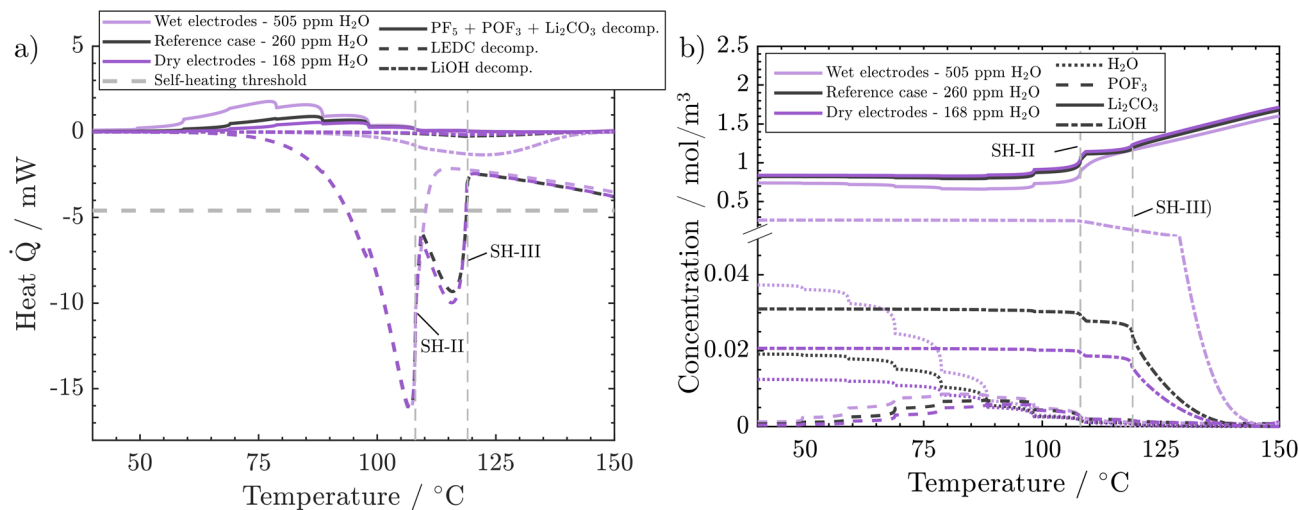 a)
Wet electrodes - 505 ppm H₂O
Reference case - 260 ppm H₂O
Dry electrodes - 168 ppm H₂O
Self-heating threshold
PF₅ + POF₃ + Li₂CO₃ decomp.
LEDC decomp.
LiOH decomp.
5
0
-5
-10
-15
Heat Q̇ / mW
SH-III
SH-II
50
75
100
125
150
Temperature / °C
b)
2.5
2
1.5
1
0.5
0.04
0.02
0
Concentration / mol/m³
Wet electrodes - 505 ppm H₂O
Reference case - 260 ppm H₂O
Dry electrodes - 168 ppm H₂O
H₂O
POF₃
Li₂CO₃
LiOH
SH-II
SH-III)
50
75
100
125
150
Temperature / °C